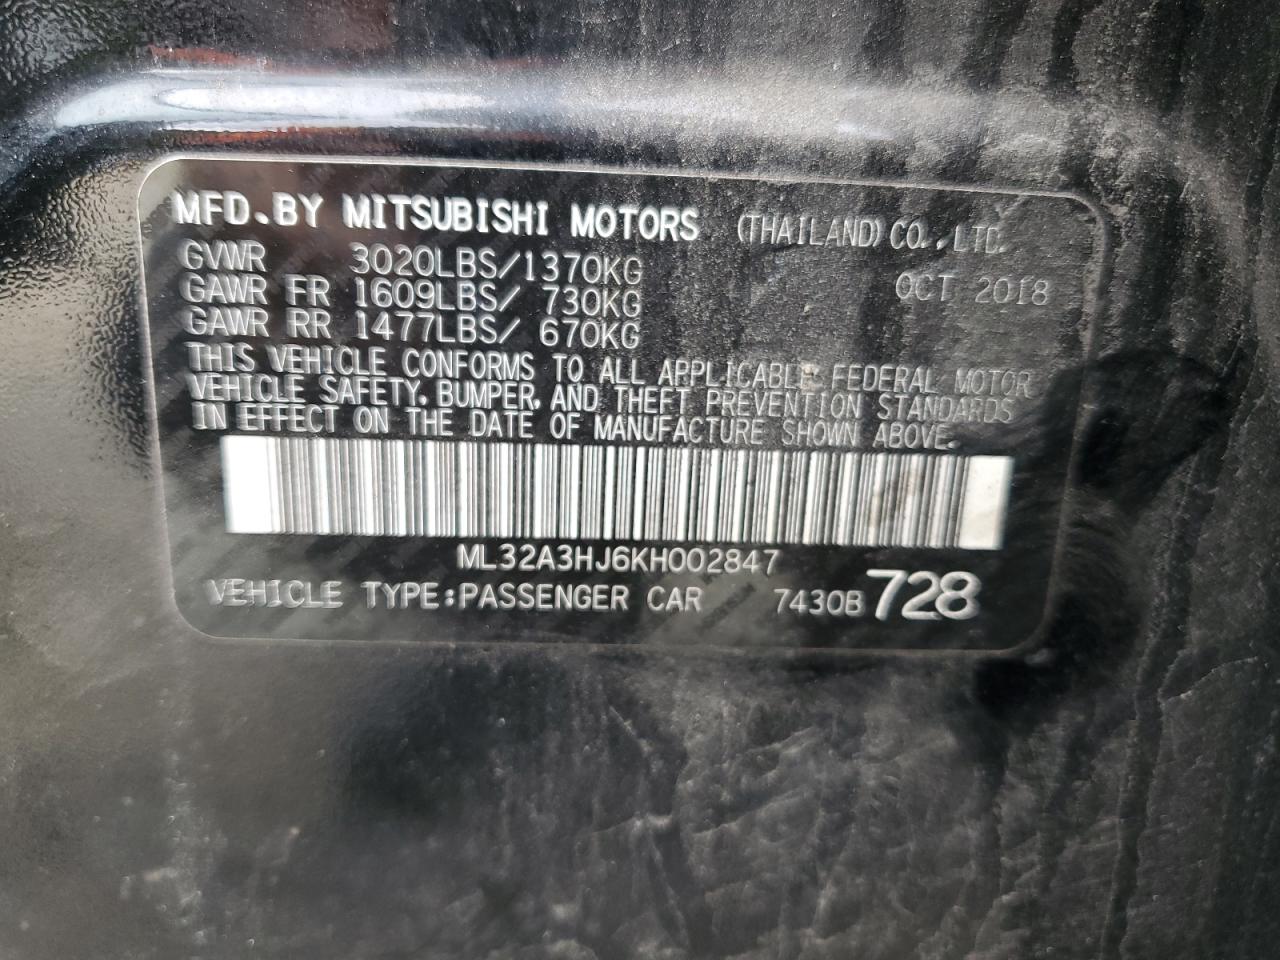 MFD.BY MITSUBISHI MOTORS (THAILAND) CO.,LTD.
GVWR 3020LBS/1370KG OCT 2018
GAWR FR 1609LBS/ 730KG
GAWR RR 1477LBS/ 670KG
THIS VEHICLE CONFORMS TO ALL APPLICABLE FEDERAL MOTOR
VEHICLE SAFETY, BUMPER, AND THEFT PREVENTION STANDARDS
IN EFFECT ON THE DATE OF MANUFACTURE SHOWN ABOVE.
ML32A3HJ6KH002847
VEHICLE TYPE:PASSENGER CAR 7430B 728